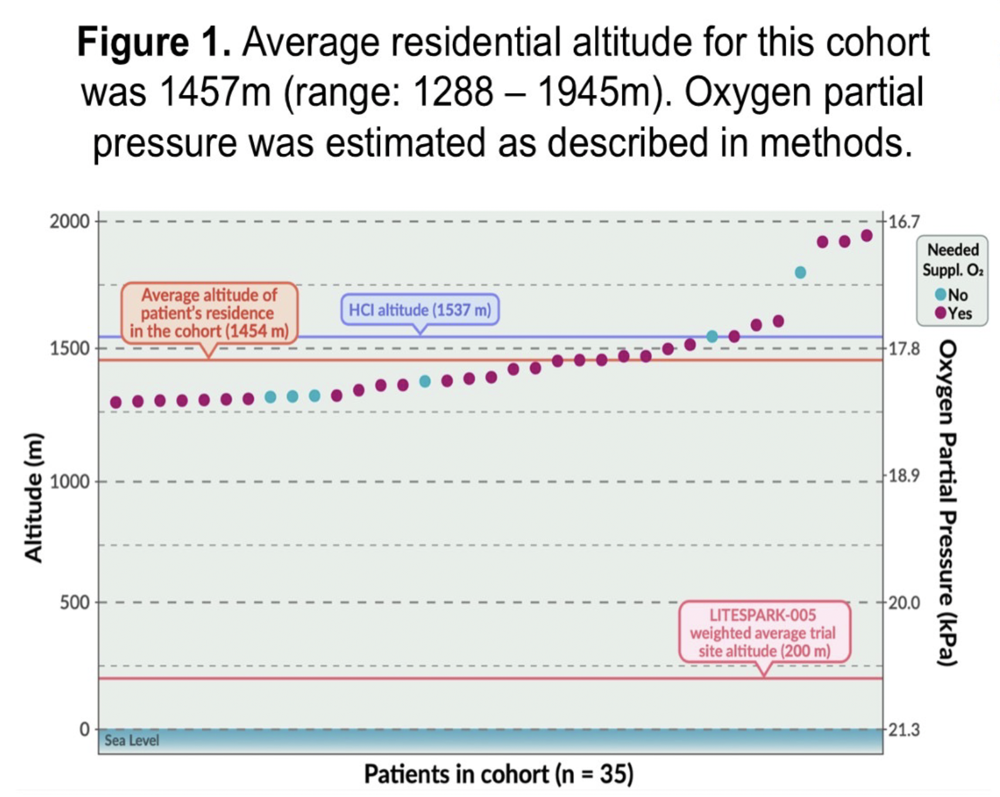 Figure 1. Average residential altitude for this cohort
was 1457m (range: 1288 – 1945m). Oxygen partial
pressure was estimated as described in methods.
2000
1500
1000
500
0
Altitude (m)
Average altitude of
patient's residence
in the cohort (1454 m)
HCI altitude (1537 m)
LITESPARK-005
weighted average trial
site altitude (200 m)
Sea Level
16.7
17.8
18.9
20.0
21.3
Oxygen Partial Pressure (kPa)
Needed
Suppl. O₂
No
Yes
Patients in cohort (n = 35)